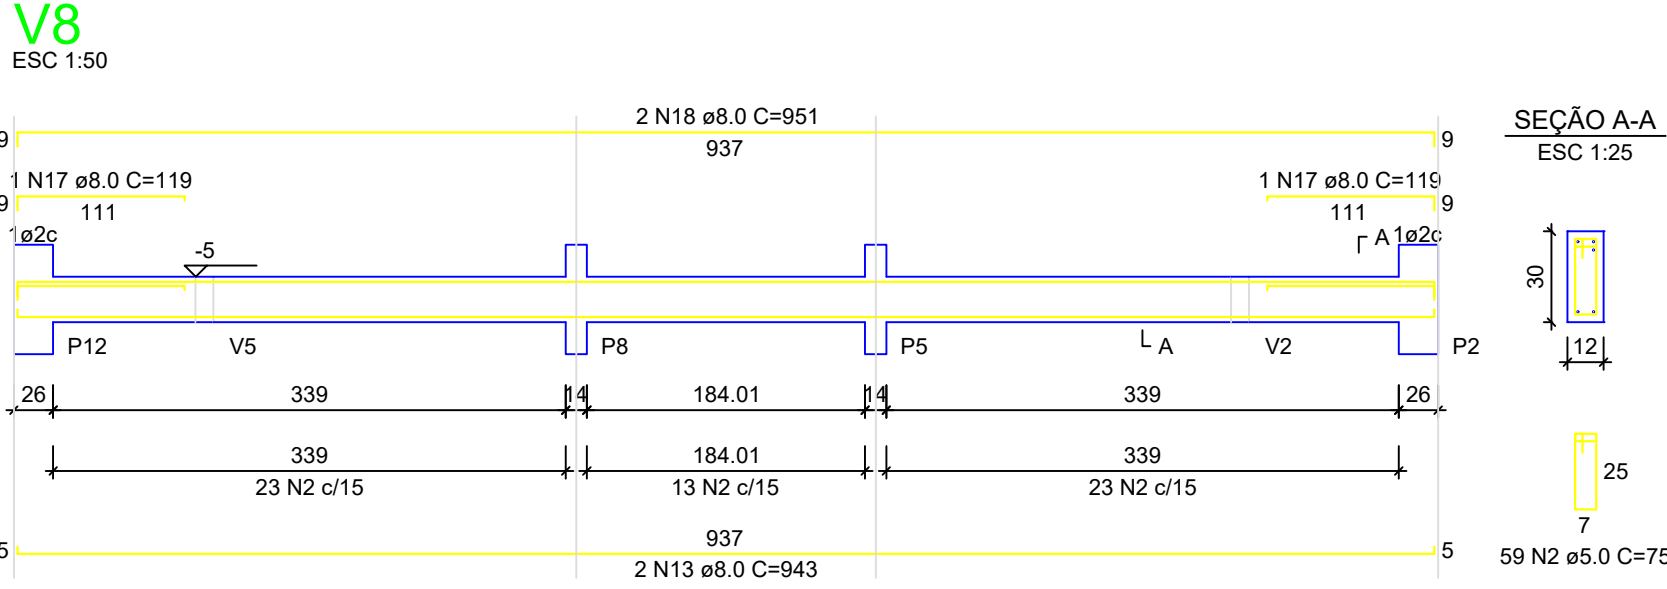 V8
ESC 1:50
2 N18 ø8.0 C=951
937
9
9
SEÇÃO A-A
ESC 1:25
1 N17 ø8.0 C=119
111
9
1ø2c
1 N17 ø8.0 C=119
111
9
A
1ø2c
-5
30
12
P12
V5
P8
P5
A
V2
P2
26
339
14
184.01
14
339
26
339
184.01
339
23 N2 c/15
13 N2 c/15
23 N2 c/15
25
7
59 N2 ø5.0 C=75
5
937
5
2 N13 ø8.0 C=943